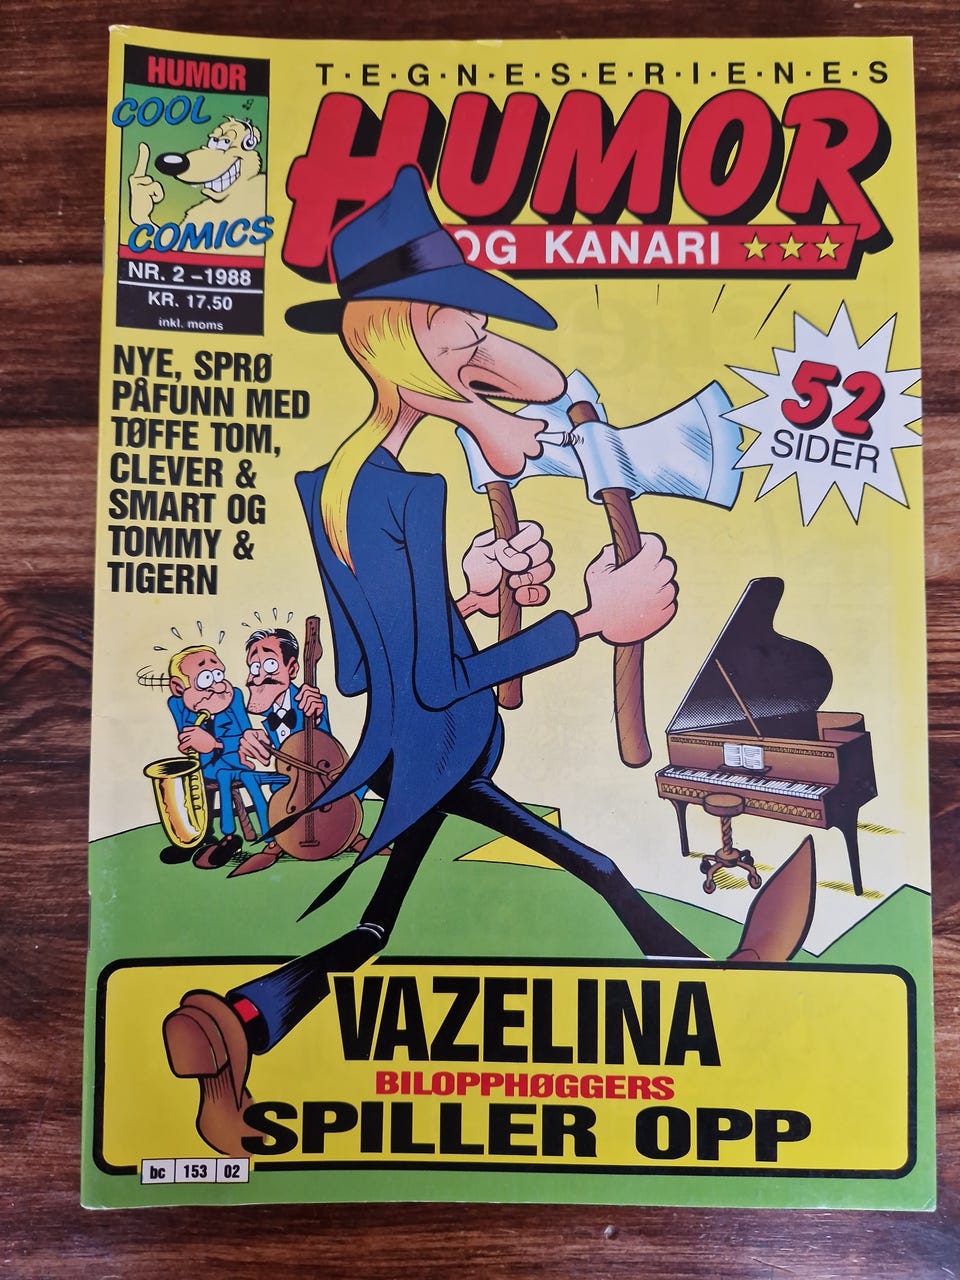 HUMOR
COOL
COMICS
NR. 2 – 1988
KR. 17,50
inkl. moms
T·E·G·N·E·S·E·R·I·E·N·E·S
HUMOR
OG KANARI
52
SIDER
NYE, SPRØ
PÅFUNN MED
TØFFE TOM,
CLEVER &
SMART OG
TOMMY &
TIGERN
VAZELINA
BILOPPHØGGERS
SPILLER OPP
bc 153 02